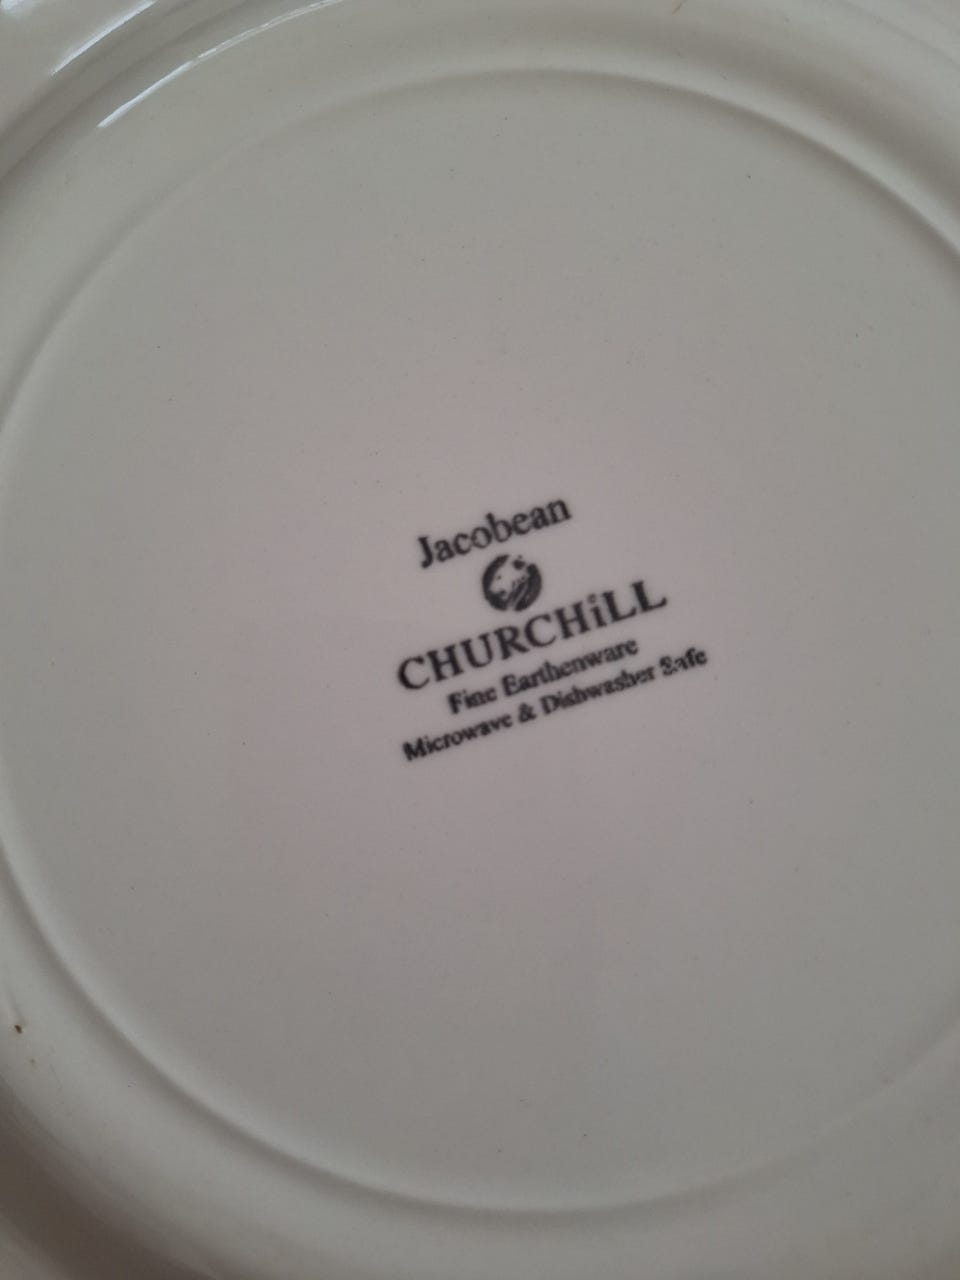 Jacobean
CHURCHiLL
Fine Earthenware
Microwave & Dishwasher Safe